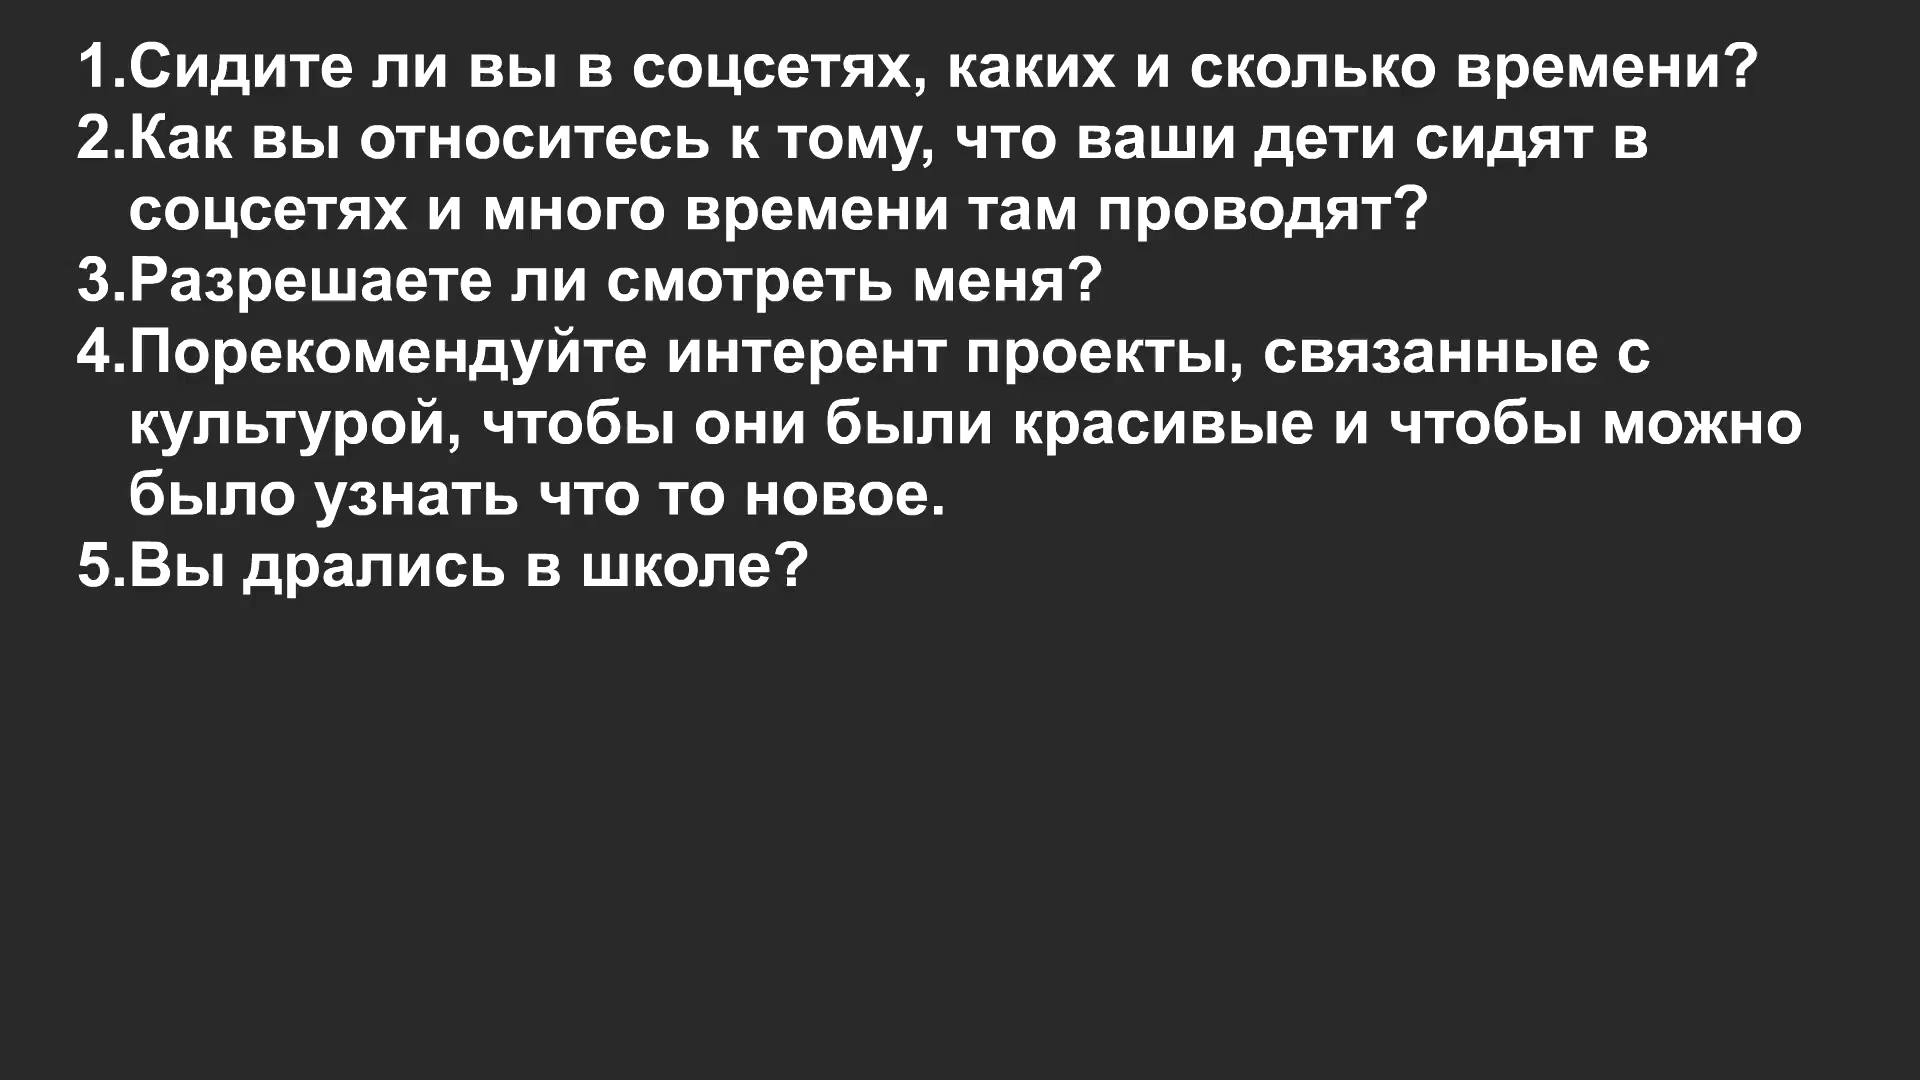 1.Сидите ли вы в соцсетях, каких и сколько времени?
2.Как вы относитесь к тому, что ваши дети сидят в
соцсетях и много времени там проводят?
3.Разрешаете ли смотреть меня?
4.Порекомендуйте интерент проекты, связанные с
культурой, чтобы они были красивые и чтобы можно
было узнать что то новое.
5.Вы дрались в школе?